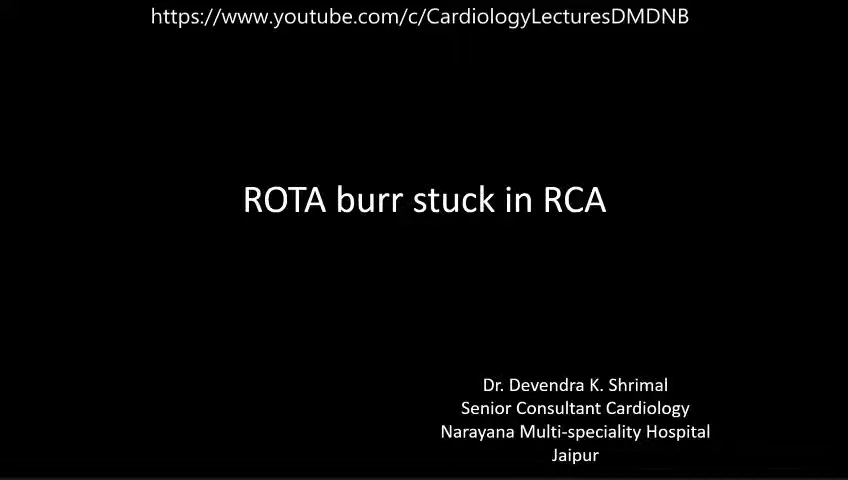 https://www.youtube.com/c/CardiologyLecturesDMDNB
ROTA burr stuck in RCA
Dr. Devendra K. Shrimal
Senior Consultant Cardiology
Narayana Multi-speciality Hospital
Jaipur